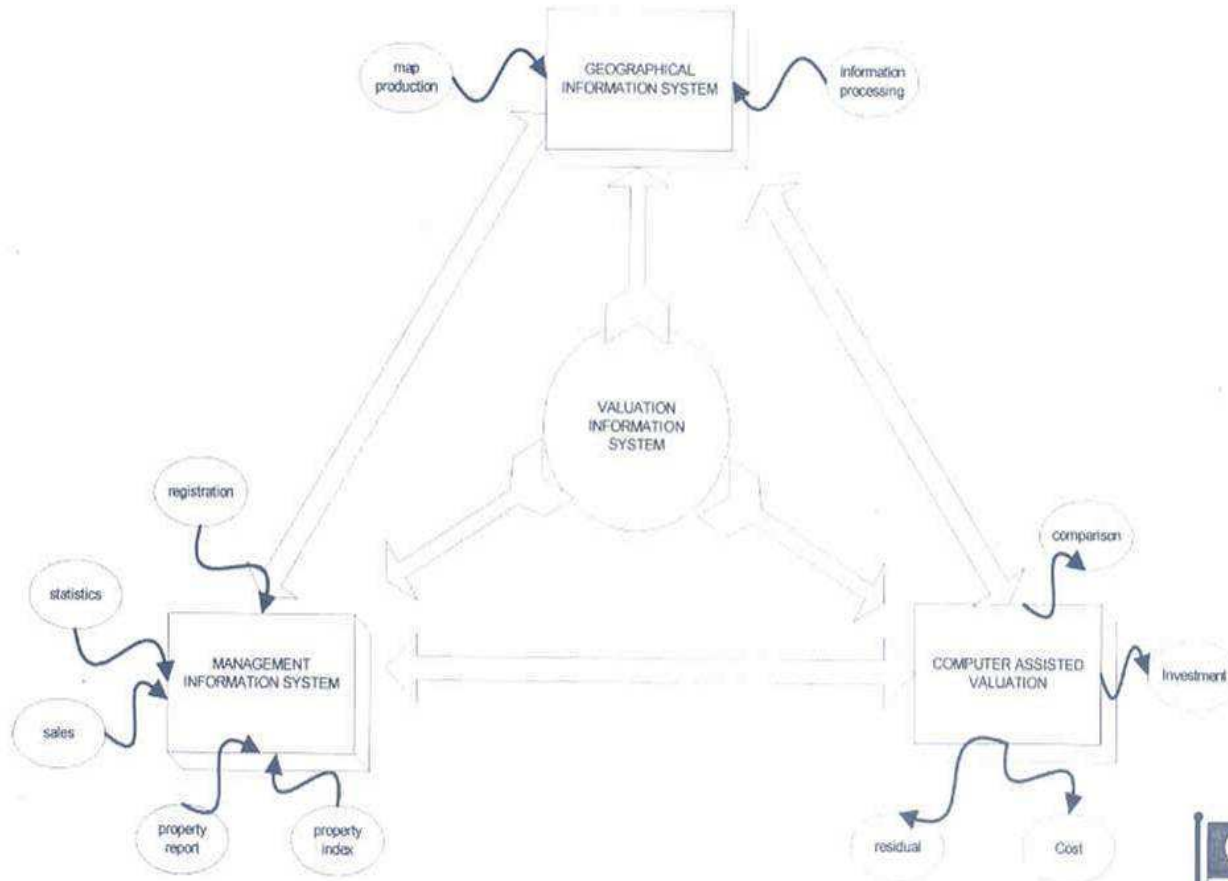 map
production
GEOGRAPHICAL
INFORMATION SYSTEM
information
processing
VALUATION
INFORMATION
SYSTEM
registration
comparison
statistics
MANAGEMENT
INFORMATION SYSTEM
COMPUTER ASSISTED
VALUATION
Investment
sales
property
report
property
index
residual
Cost